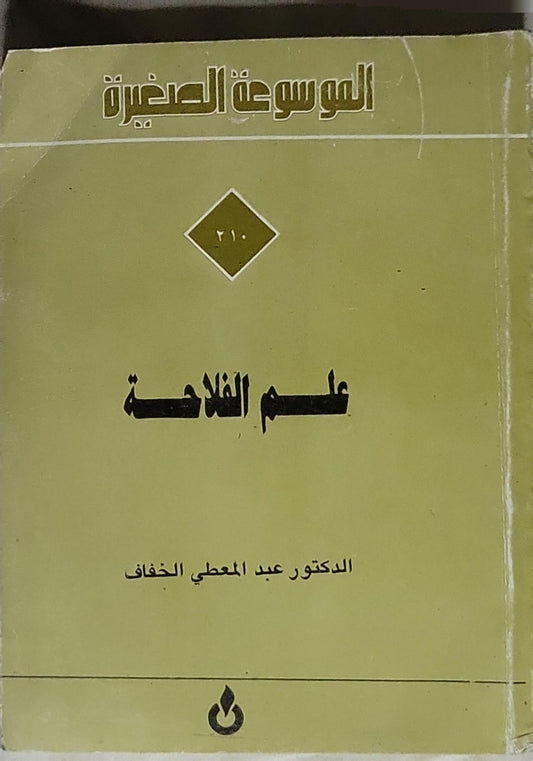 الموسوعة الصغيرة
٢١٠
علم الفلاحة
الدكتور عبد المعطي الخفاف